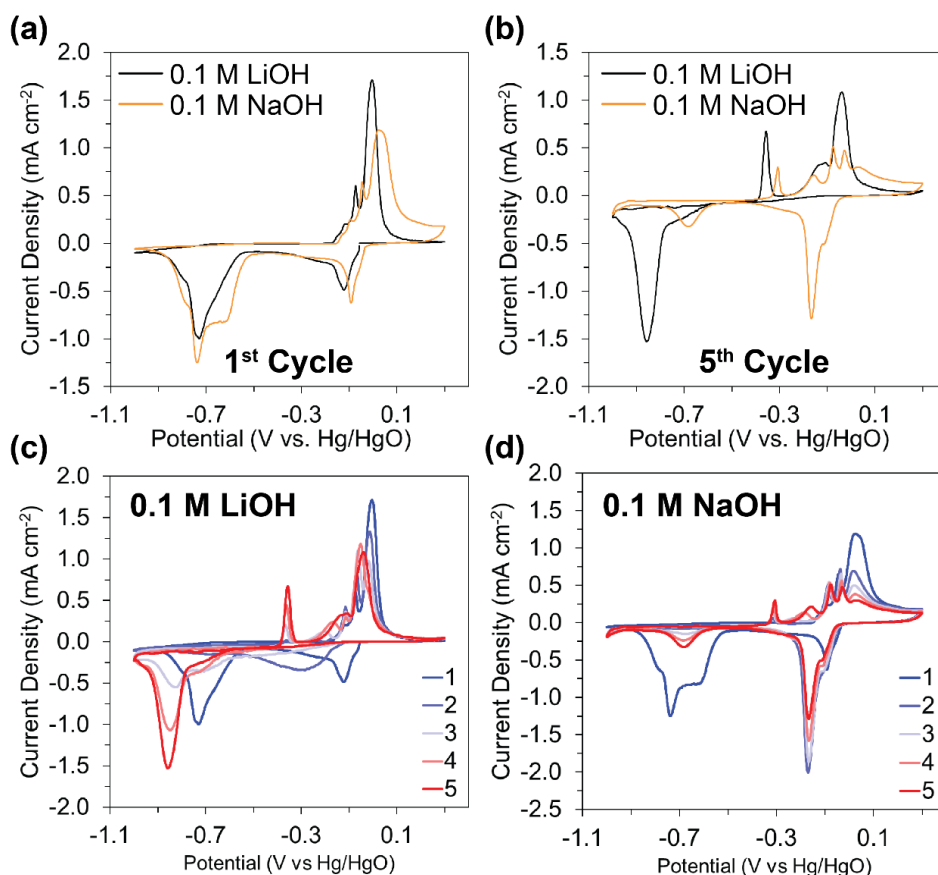 (a)
2.0
1.5
1.0
0.5
0.0
-0.5
-1.0
-1.5
Current Density (mA cm-2)
0.1 M LiOH
0.1 M NaOH
1st Cycle
-1.1 -0.7 -0.3 0.1
Potential (V vs. Hg/HgO)
(b)
1.5
1.0
0.5
0.0
-0.5
-1.0
-1.5
-2.0
Current Density (mA cm-2)
0.1 M LiOH
0.1 M NaOH
5th Cycle
-1.1 -0.7 -0.3 0.1
Potential (V vs. Hg/HgO)
(c)
2.0
1.5
1.0
0.5
0.0
-0.5
-1.0
-1.5
-2.0
Current Density (mA cm-2)
0.1 M LiOH
1
2
3
4
5
-1.1 -0.7 -0.3 0.1
Potential (V vs Hg/HgO)
(d)
2.0
1.5
1.0
0.5
0.0
-0.5
-1.0
-1.5
-2.0
-2.5
Current Density (mA cm-2)
0.1 M NaOH
1
2
3
4
5
-1.1 -0.7 -0.3 0.1
Potential (V vs Hg/HgO)